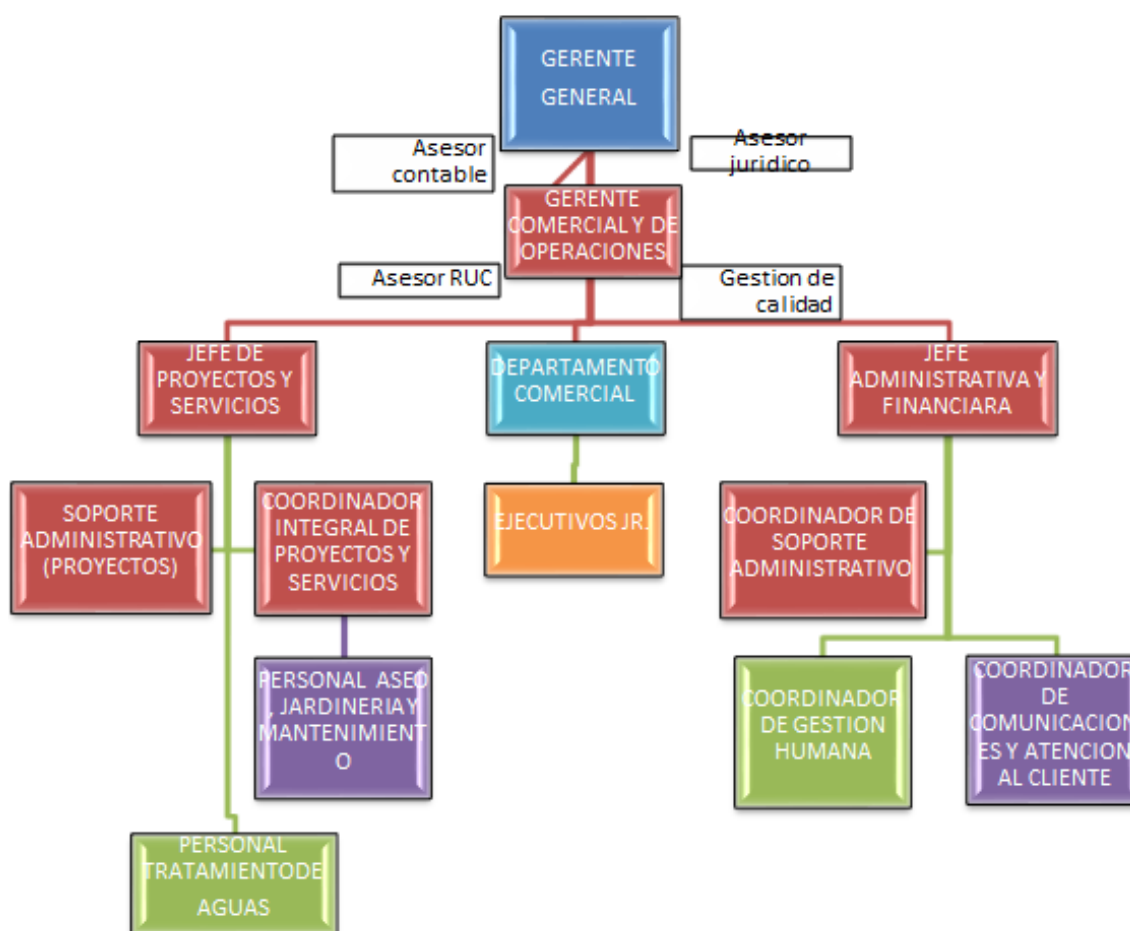 GERENTE
GENERAL
Asesor
contable
Asesor
juridico
GERENTE
COMERCIAL Y DE
OPERACIONES
Asesor RUC
Gestion de
calidad
JEFE DE
PROYECTOS Y
SERVICIOS
DEPARTAMENTO
COMERCIAL
JEFE
ADMINISTRATIVA Y
FINANCIARA
SOPORTE
ADMINISTRATIVO
(PROYECTOS)
COORDINADOR
INTEGRAL DE
PROYECTOS Y
SERVICIOS
EJECUTIVOS JR.
COORDINADOR DE
SOPORTE
ADMINISTRATIVO
PERSONAL ASEO
, JARDINERIA Y
MANTENIMIENT
O
COORDINADOR
DE GESTION
HUMANA
COORDINADOR
DE
COMUNICACION
ES Y ATENCION
AL CLIENTE
PERSONAL
TRATAMIENTO DE
AGUAS